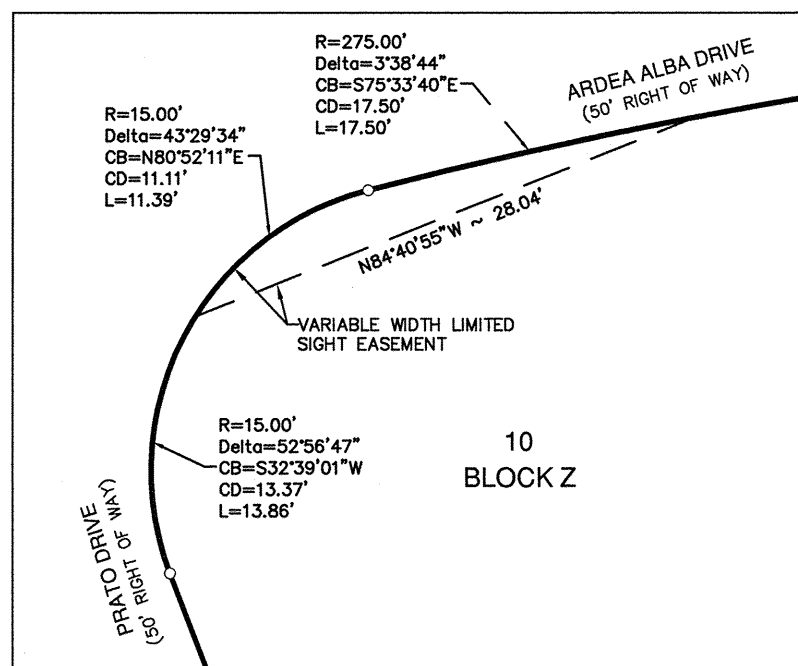 R=275.00'
Delta=3°38'44"
CB=S75°33'40"E
CD=17.50'
L=17.50'
ARDEA ALBA DRIVE
(50' RIGHT OF WAY)
R=15.00'
Delta=43°29'34"
CB=N80°52'11"E
CD=11.11'
L=11.39'
N84°40'55"W ~ 28.04'
VARIABLE WIDTH LIMITED
SIGHT EASEMENT
R=15.00'
Delta=52°56'47"
CB=S32°39'01"W
CD=13.37'
L=13.86'
10
BLOCK Z
PRATO DRIVE
(50' RIGHT OF WAY)